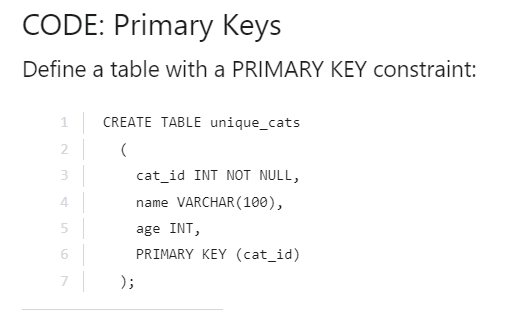 CODE: Primary Keys
Define a table with a PRIMARY KEY constraint:
1 CREATE TABLE unique_cats
2 (
3 cat_id INT NOT NULL,
4 name VARCHAR(100),
5 age INT,
6 PRIMARY KEY (cat_id)
7 );